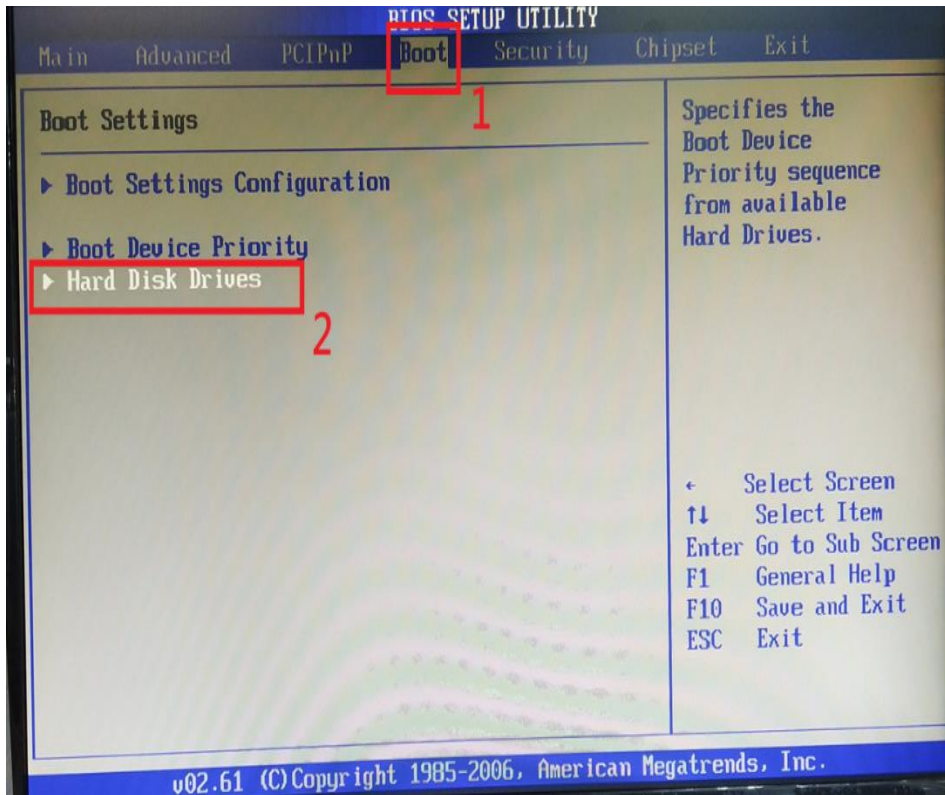 BIOS SETUP UTILITY
Main Advanced PCIPnP Boot Security Chipset Exit
1
Boot Settings
▶ Boot Settings Configuration
▶ Boot Device Priority
▶ Hard Disk Drives
2
Specifies the
Boot Device
Priority sequence
from available
Hard Drives.
← Select Screen
↑↓ Select Item
Enter Go to Sub Screen
F1 General Help
F10 Save and Exit
ESC Exit
v02.61 (C)Copyright 1985-2006, American Megatrends, Inc.